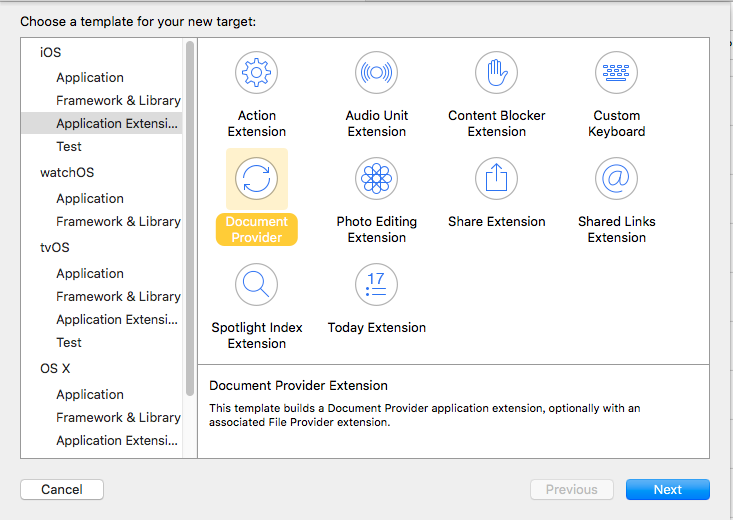 Choose a template for your new target:
iOS
Application
Framework & Library
Application Extensi...
Test
watchOS
Application
Framework & Library
tvOS
Application
Framework & Library
Application Extensi...
Test
OS X
Application
Framework & Library
Application Extensi...
Action
Extension
Audio Unit
Extension
Content Blocker
Extension
Custom
Keyboard
Document
Provider
Photo Editing
Extension
Share Extension
@
Shared Links
Extension
Spotlight Index
Extension
17
Today Extension
Document Provider Extension
This template builds a Document Provider application extension, optionally with an
associated File Provider extension.
Cancel
Previous
Next